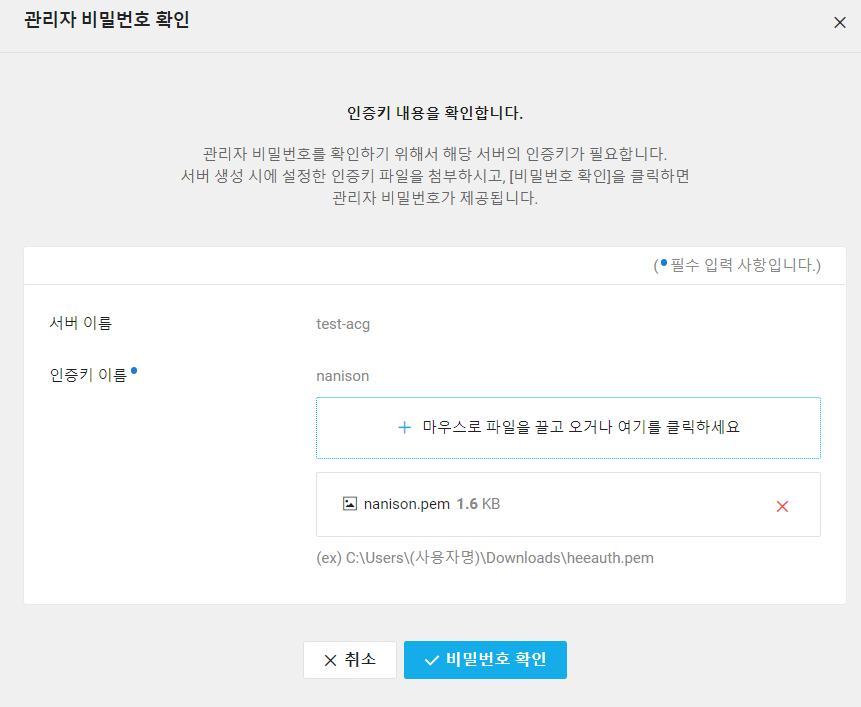 관리자 비밀번호 확인
인증키 내용을 확인합니다.
관리자 비밀번호를 확인하기 위해서 해당 서버의 인증키가 필요합니다.
서버 생성 시에 설정한 인증키 파일을 첨부하시고, [비밀번호 확인]을 클릭하면
관리자 비밀번호가 제공됩니다.
(•필수 입력 사항입니다.)
서버 이름 test-acg
인증키 이름• nanison
+ 마우스로 파일을 끌고 오거나 여기를 클릭하세요
nanison.pem 1.6 KB
(ex) C:\Users\(사용자명)\Downloads\heeauth.pem
취소 비밀번호 확인